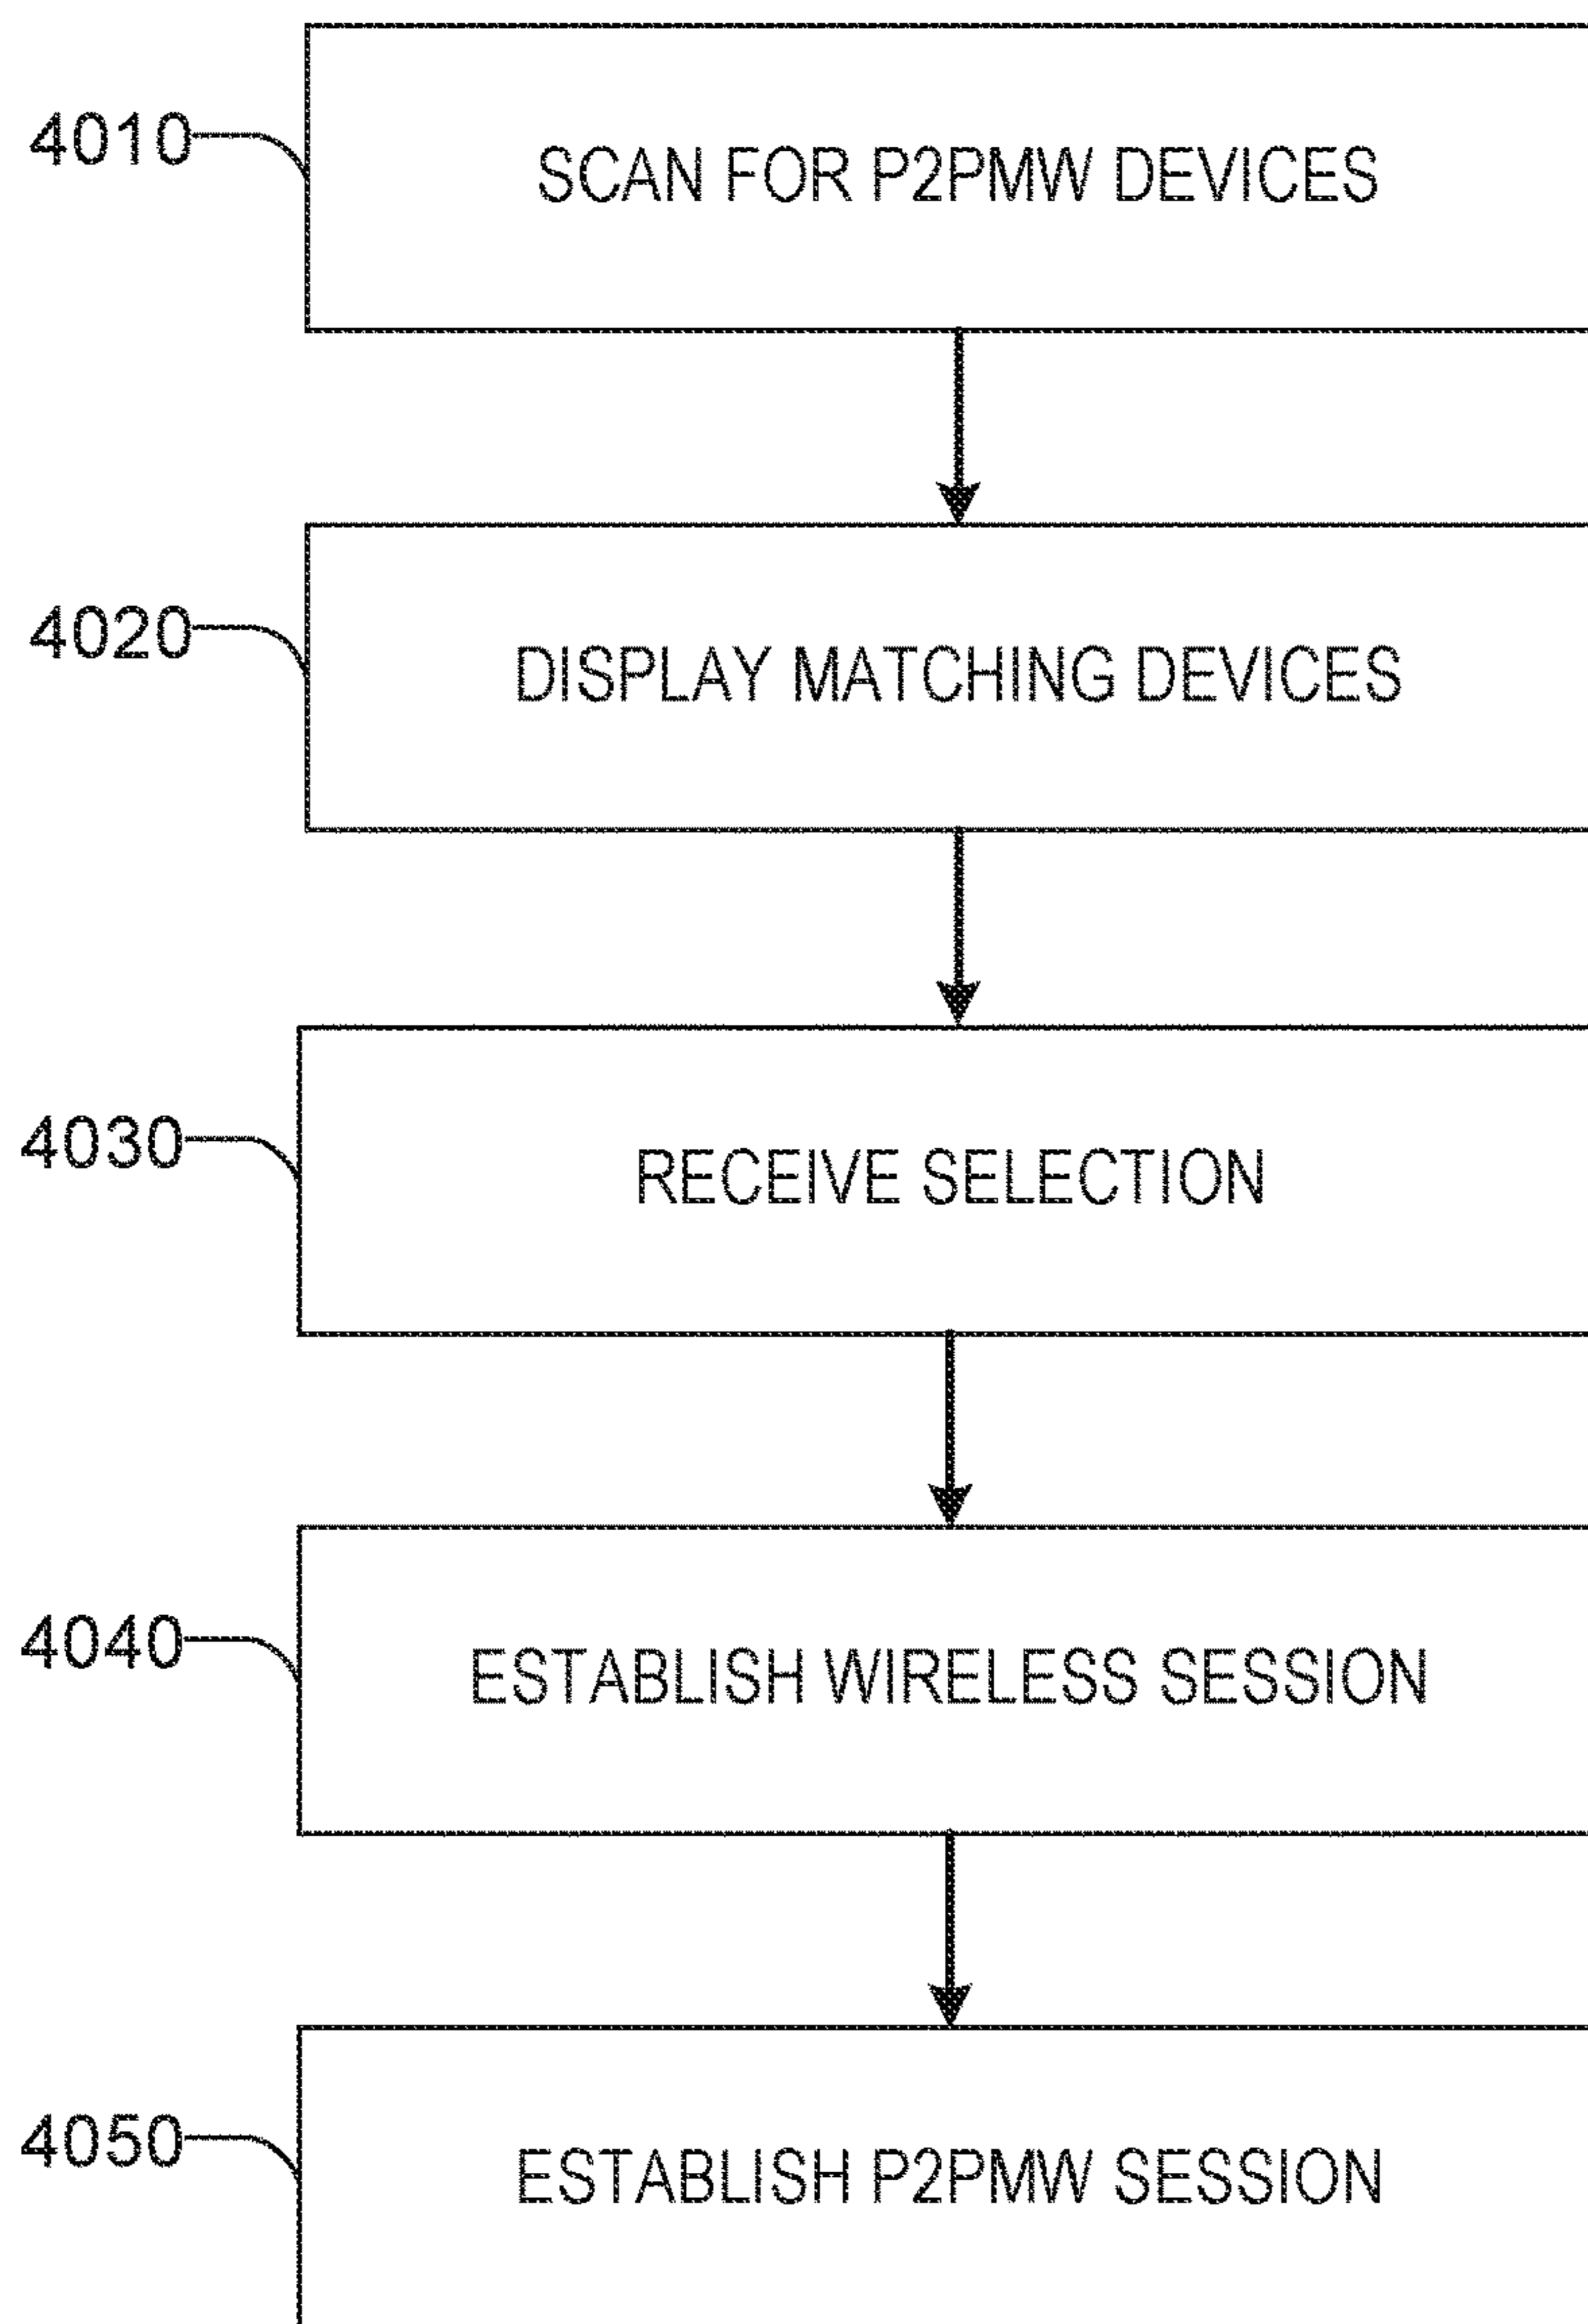 4010
SCAN FOR P2PMW DEVICES
4020
DISPLAY MATCHING DEVICES
4030
RECEIVE SELECTION
4040
ESTABLISH WIRELESS SESSION
4050
ESTABLISH P2PMW SESSION